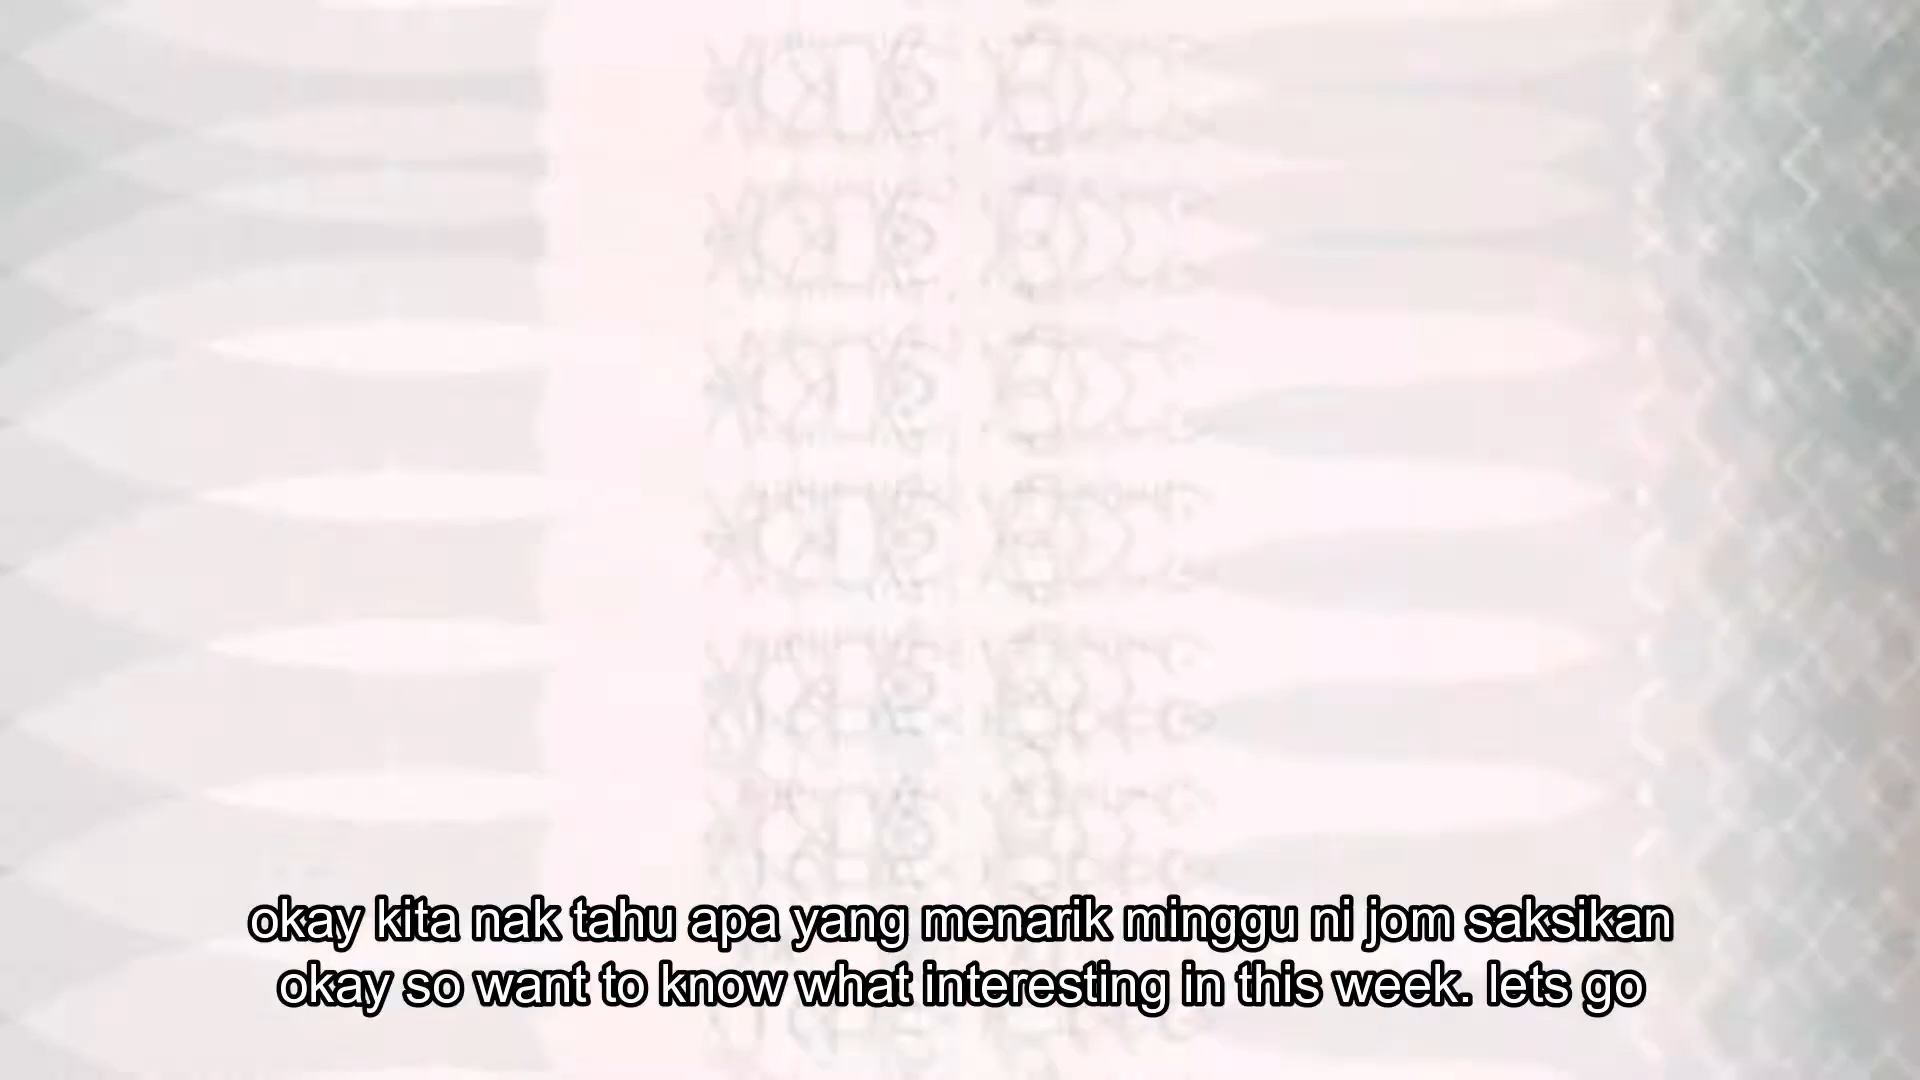 okay kita nak tahu apa yang menarik minggu ni jom saksikan
okay so want to know what interesting in this week. lets go